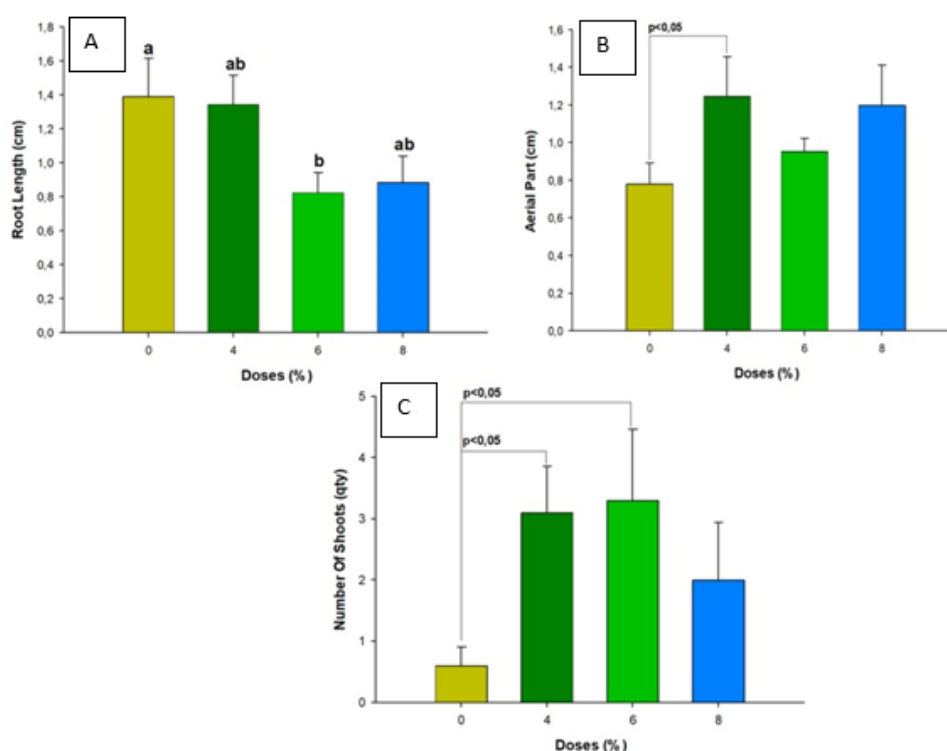 A
Root Length (cm)
1,8
1,6
1,4
1,2
1,0
0,8
0,6
0,4
0,2
0,0
a
ab
b
ab
0 4 6 8
Doses (%)
B
Aerial Part (cm)
1,6
1,4
1,2
1,0
0,8
0,6
0,4
0,2
0,0
p<0,05
0 4 6 8
Doses (%)
C
Number Of Shoots (qty)
5
4
3
2
1
0
p<0,05
p<0,05
0 4 6 8
Doses (%)